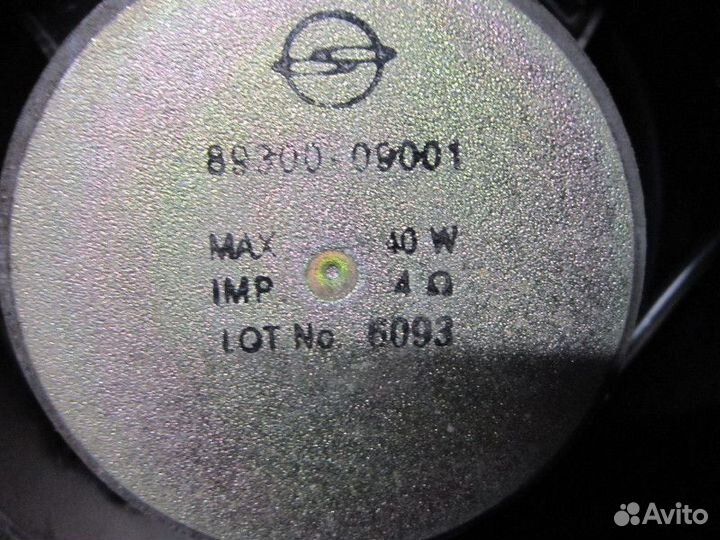 89300-09001
MAX 40 W
IMP 4 Ω
LOT No 6093
Avito